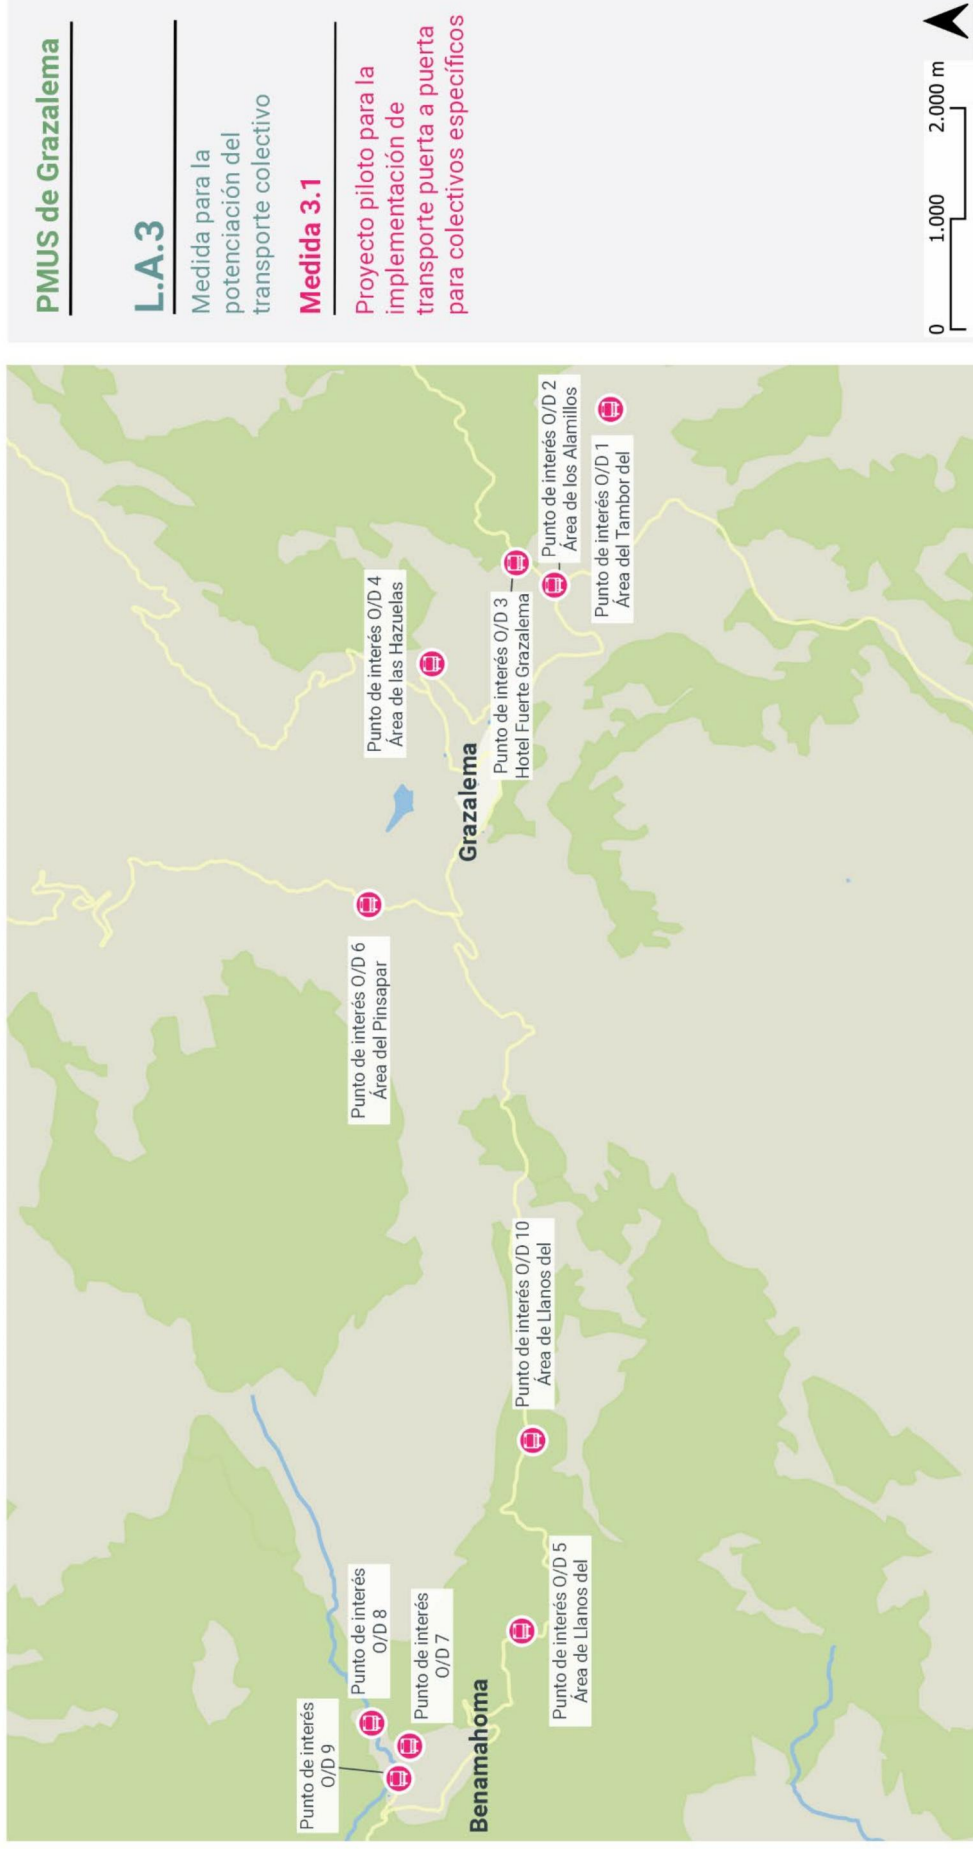 PMUS de Grazalema
L.A.3
Medida para la
potenciación del
transporte colectivo
Medida 3.1
Proyecto piloto para la
implementación de
transporte puerta a puerta
para colectivos específicos
0 1.000 2.000 m
Punto de interés
O/D 9
Punto de interés
O/D 8
Punto de interés
O/D 7
Benamahoma
Punto de interés O/D 5
Área de Llanos del
Punto de interés O/D 10
Área de Llanos del
Punto de interés O/D 6
Área del Pinsapar
Grazalema
Punto de interés O/D 4
Área de las Hazuelas
Punto de interés O/D 3
Hotel Fuerte Grazalema
Punto de interés O/D 2
Área de los Alamillos
Punto de interés O/D 1
Área del Tambor del